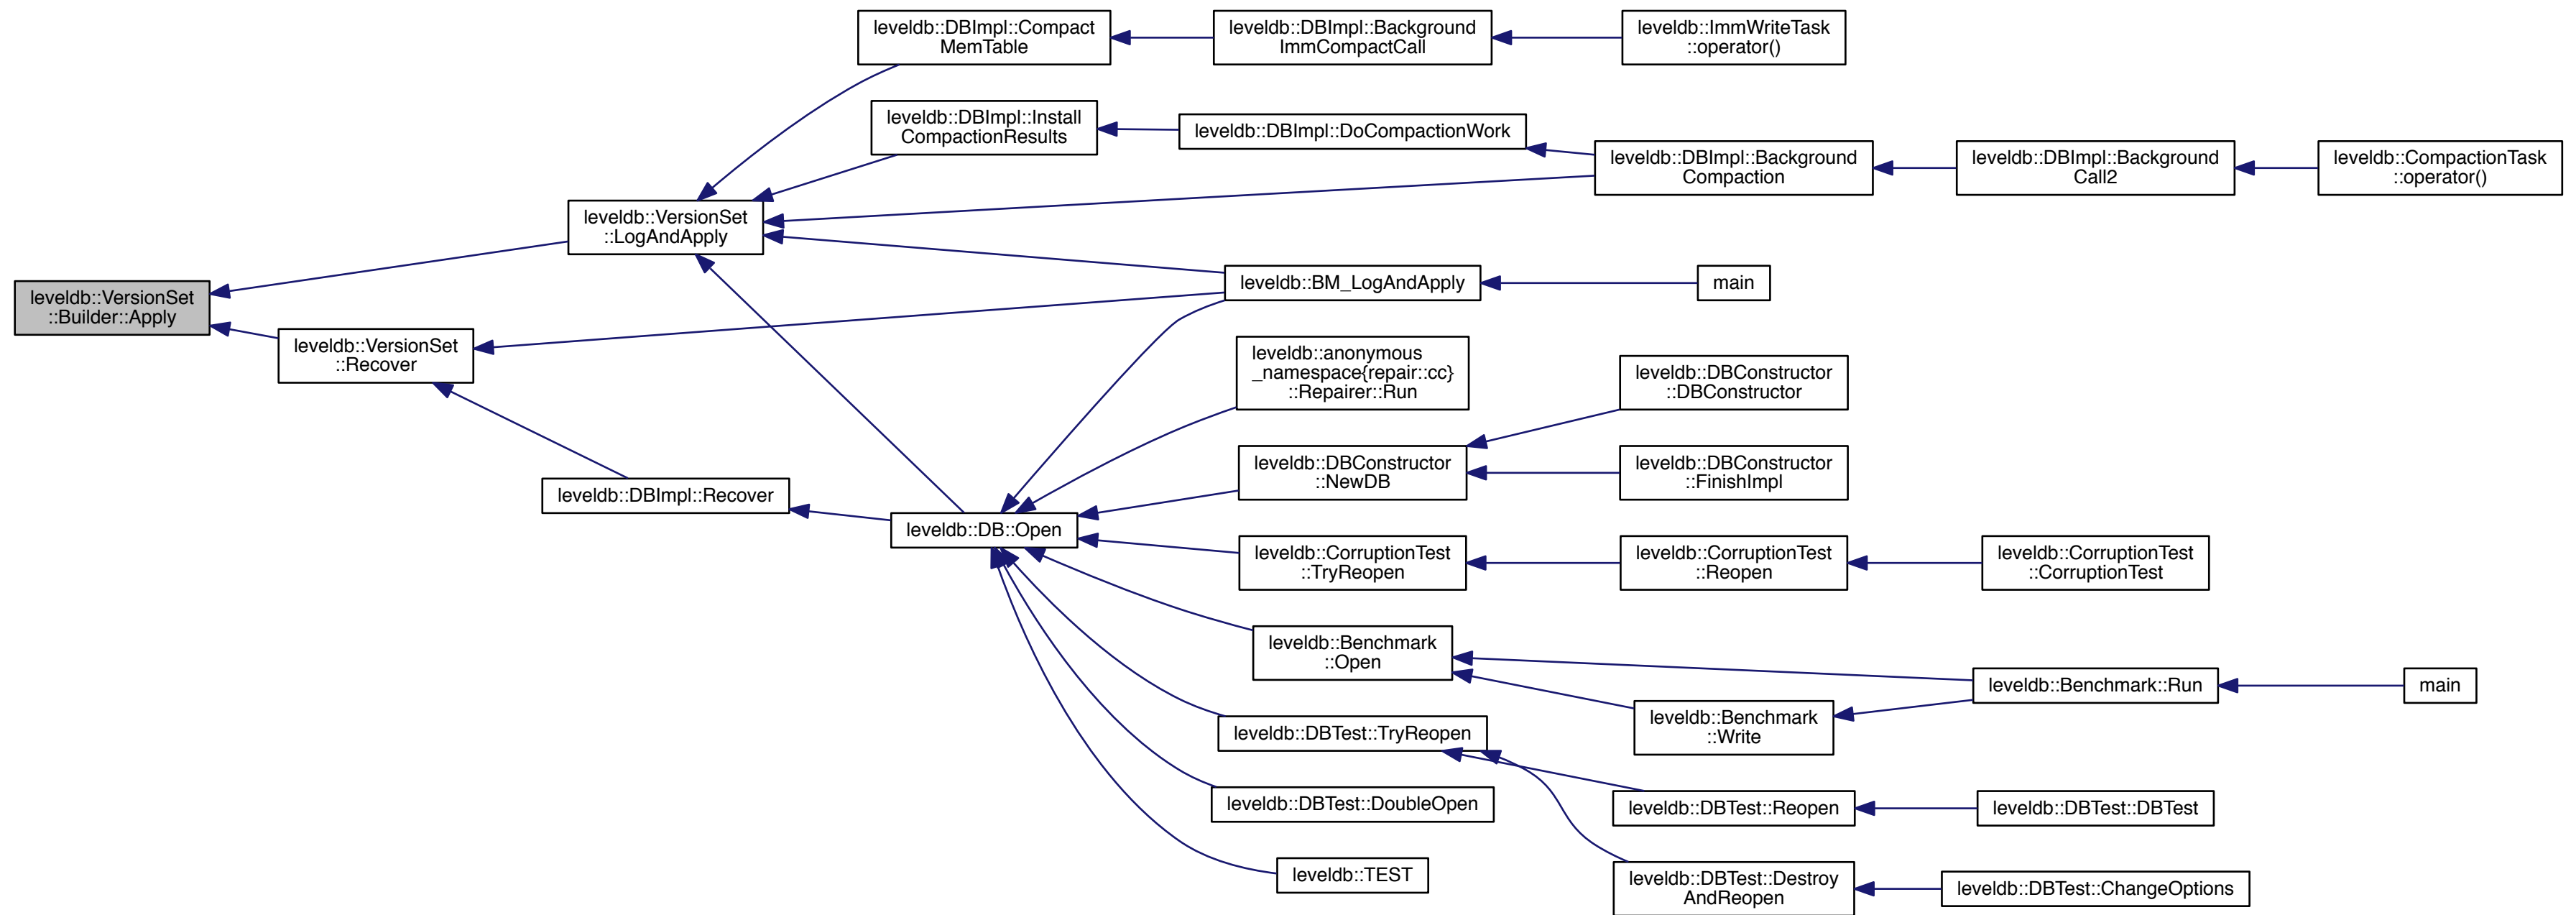 leveldb::DBImpl::Compact
MemTable
leveldb::DBImpl::Background
ImmCompactCall
leveldb::ImmWriteTask
::operator()
leveldb::DBImpl::Install
CompactionResults
leveldb::DBImpl::DoCompactionWork
leveldb::DBImpl::Background
Compaction
leveldb::DBImpl::Background
Call2
leveldb::CompactionTask
::operator()
leveldb::VersionSet
::LogAndApply
leveldb::BM_LogAndApply
main
leveldb::VersionSet
::Builder::Apply
leveldb::VersionSet
::Recover
leveldb::anonymous
_namespace{repair::cc}
::Repairer::Run
leveldb::DBConstructor
::DBConstructor
leveldb::DBConstructor
::NewDB
leveldb::DBConstructor
::FinishImpl
leveldb::DBImpl::Recover
leveldb::DB::Open
leveldb::CorruptionTest
::TryReopen
leveldb::CorruptionTest
::Reopen
leveldb::CorruptionTest
::CorruptionTest
leveldb::Benchmark
::Open
leveldb::Benchmark::Run
main
leveldb::Benchmark
::Write
leveldb::DBTest::TryReopen
leveldb::DBTest::DoubleOpen
leveldb::DBTest::Reopen
leveldb::DBTest::DBTest
leveldb::TEST
leveldb::DBTest::Destroy
AndReopen
leveldb::DBTest::ChangeOptions